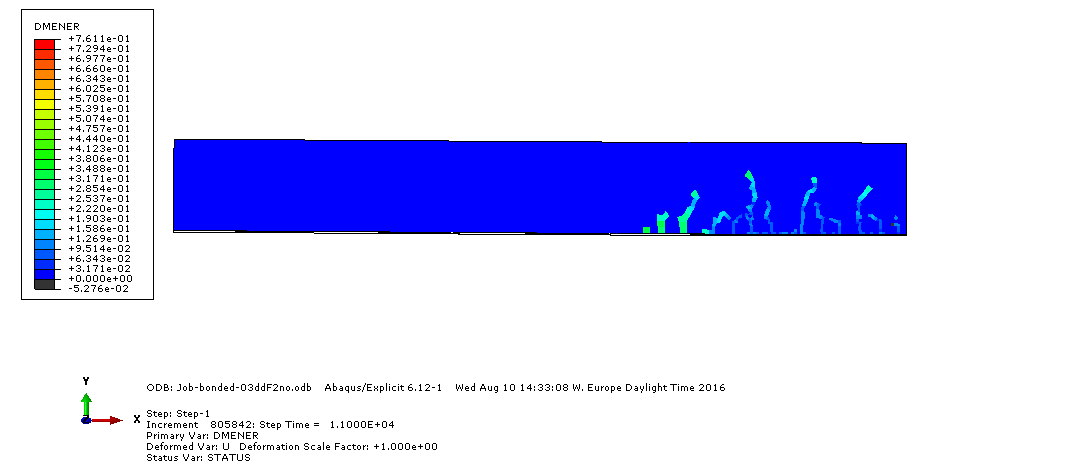 DMENER
+7.611e-01
+7.294e-01
+6.977e-01
+6.660e-01
+6.343e-01
+6.025e-01
+5.708e-01
+5.391e-01
+5.074e-01
+4.757e-01
+4.440e-01
+4.123e-01
+3.806e-01
+3.488e-01
+3.171e-01
+2.854e-01
+2.537e-01
+2.220e-01
+1.903e-01
+1.586e-01
+1.269e-01
+9.514e-02
+6.343e-02
+3.171e-02
+0.000e+00
-5.276e-02
Y
X
ODB: Job-bonded-03ddF2no.odb Abaqus/Explicit 6.12-1 Wed Aug 10 14:33:08 W. Europe Daylight Time 2016
Step: Step-1
Increment 805842: Step Time = 1.1000E+04
Primary Var: DMENER
Deformed Var: U Deformation Scale Factor: +1.000e+00
Status Var: STATUS